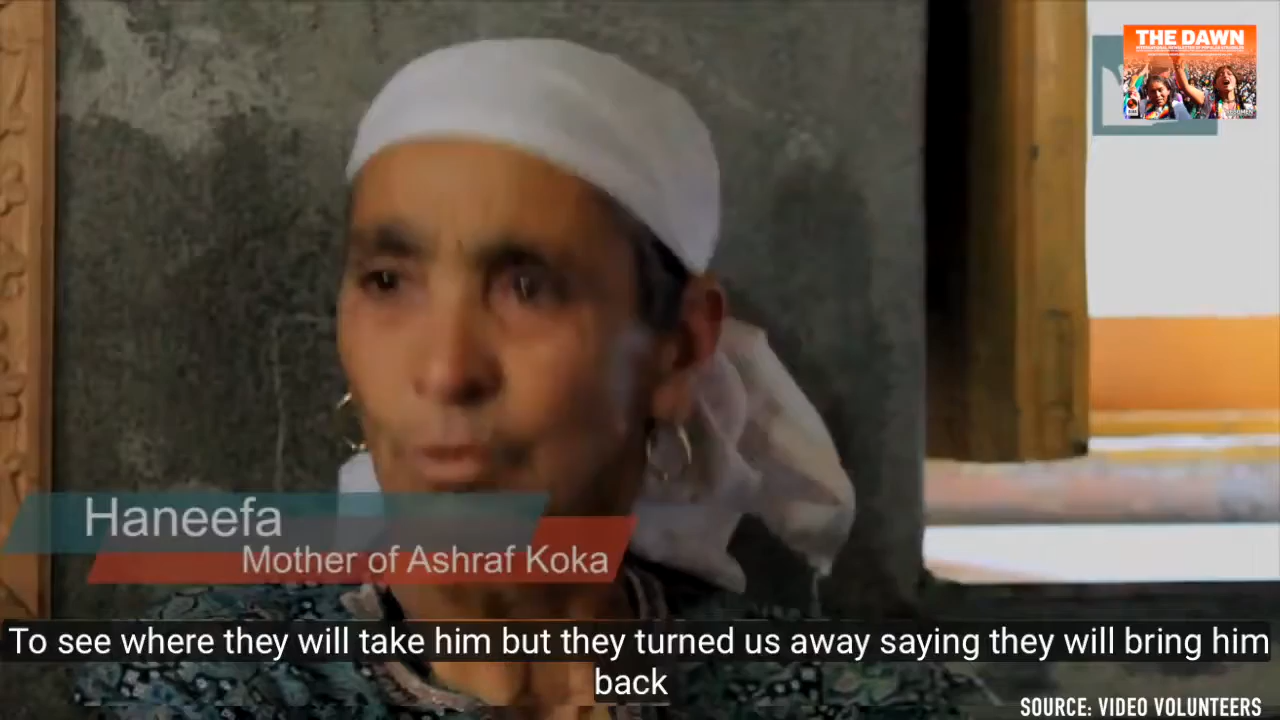 THE DAWN
Haneefa
Mother of Ashraf Koka
To see where they will take him but they turned us away saying they will bring him
back
SOURCE: VIDEO VOLUNTEERS